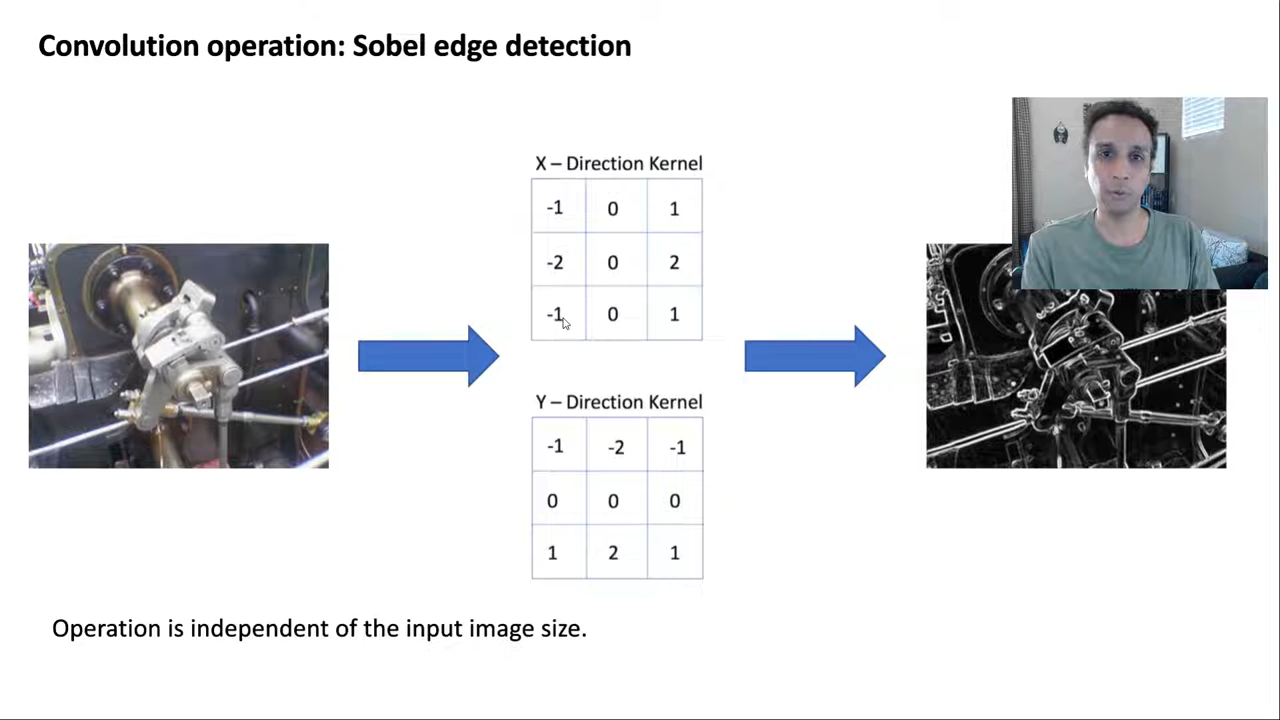 Convolution operation: Sobel edge detection
X – Direction Kernel
-1 0 1
-2 0 2
-1 0 1
Y – Direction Kernel
-1 -2 -1
0 0 0
1 2 1
Operation is independent of the input image size.